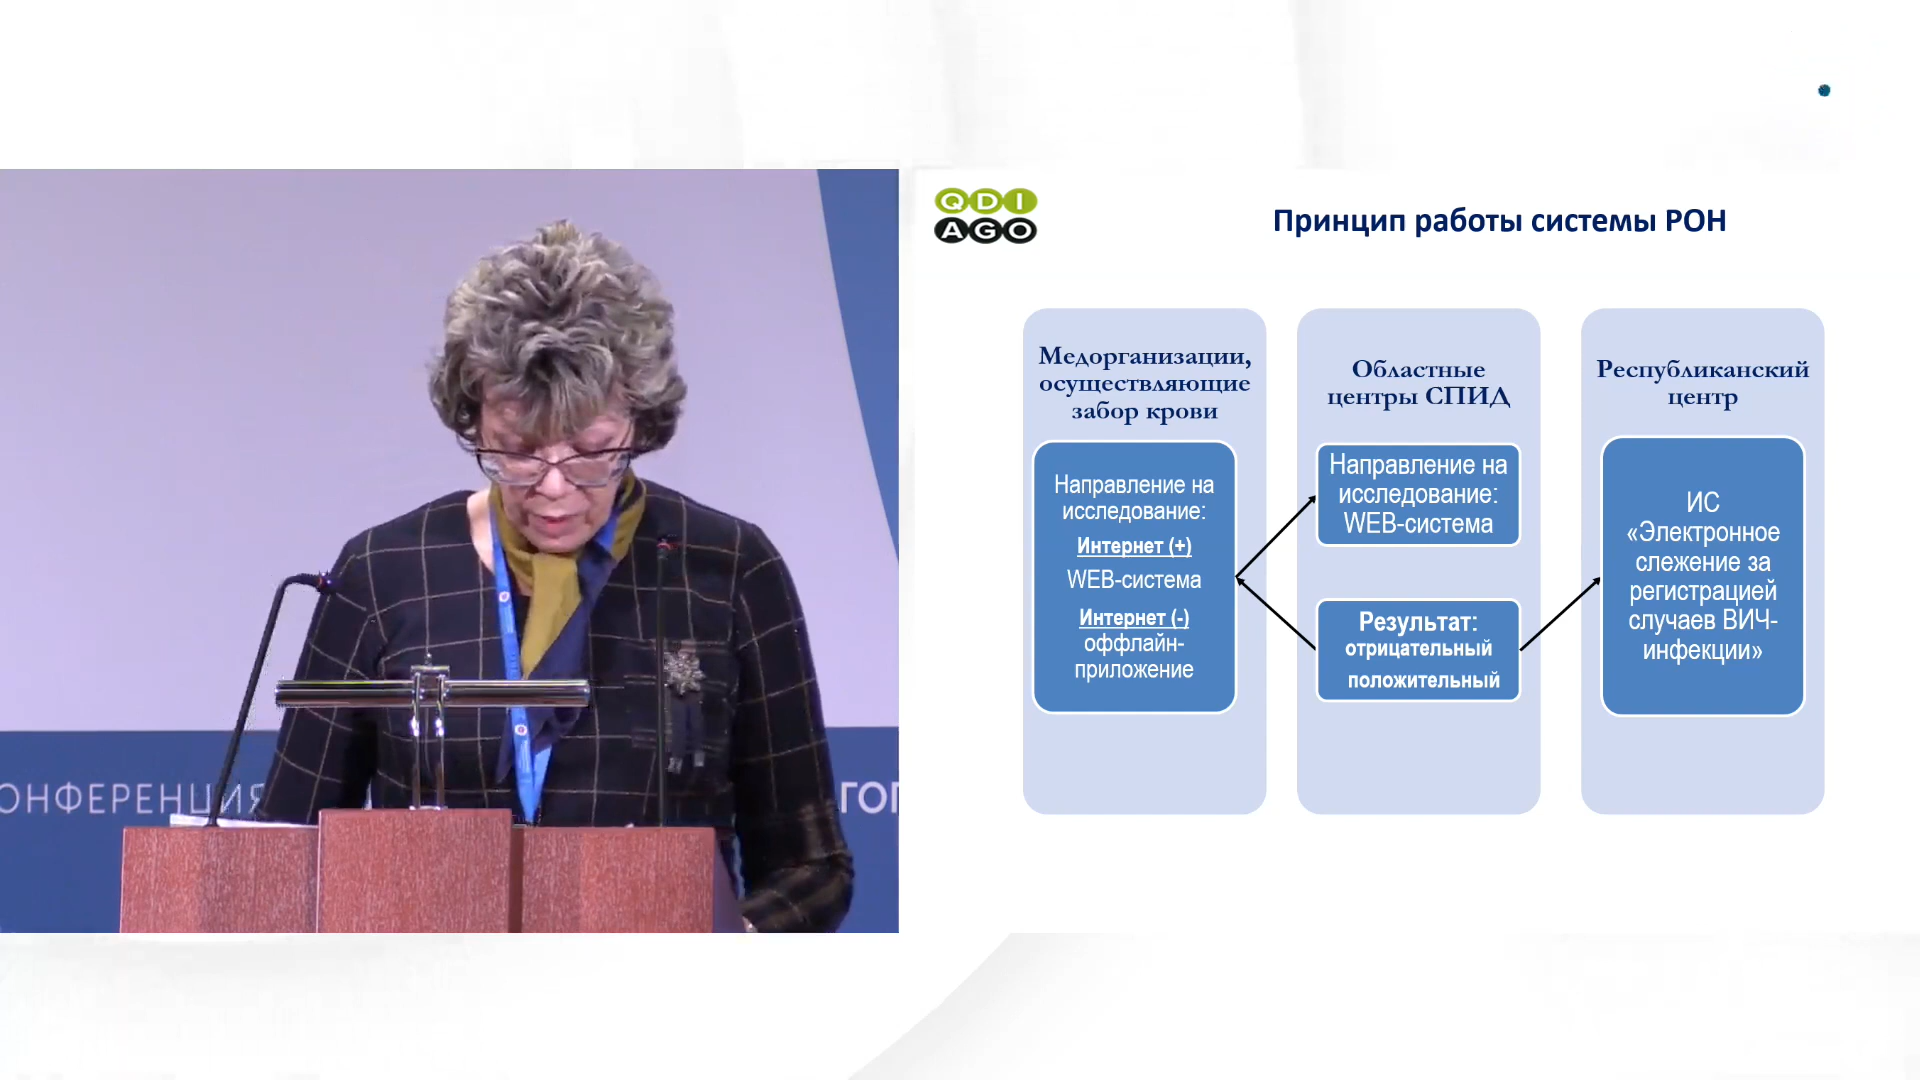 QDI
AGO
Принцип работы системы РОН
Медорганизации,
осуществляющие
забор крови
Направление на
исследование:
Интернет (+)
WEB-система
Интернет (-)
оффлайн-
приложение
Областные
центры СПИД
Направление на
исследование:
WEB-система
Результат:
отрицательный
положительный
Республиканский
центр
ИС
«Электронное
слежение за
регистрацией
случаев ВИЧ-
инфекции»
ОНФЕРЕНЦИЯ
ГОГ